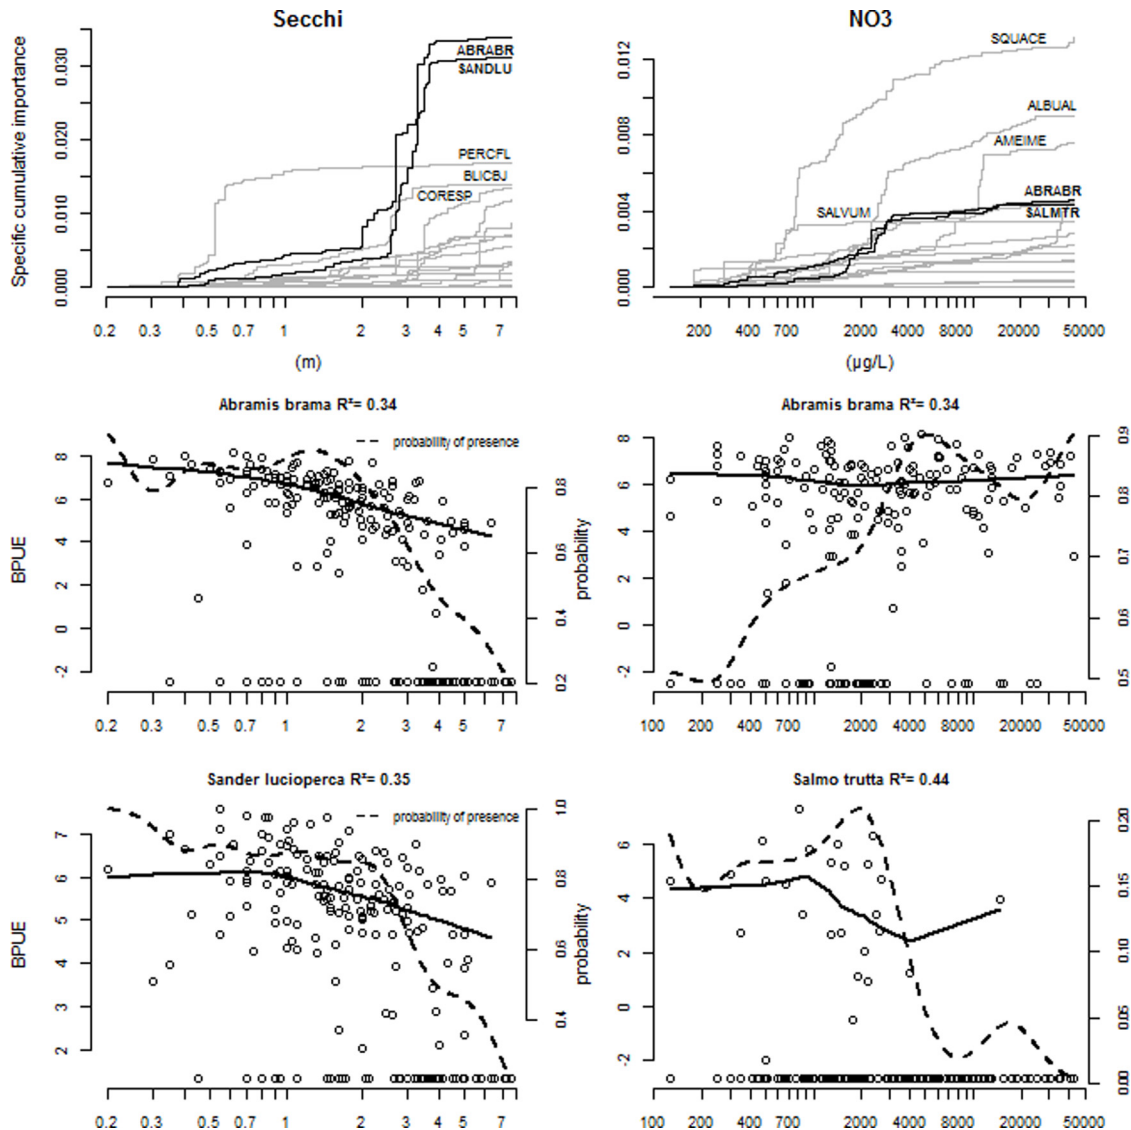 Secchi
NO3
Specific cumulative importance
0.030
0.020
0.010
0.000
ABRABR
SANDLU
PERCFL
BLICBJ
CORESP
0.2 0.3 0.5 0.7 1 2 3 4 5 7
(m)
0.012
0.008
0.004
0.000
SQUACE
ALBUAL
AMEIME
ABRABR
SALVUM
SALMTR
200 400 700 2000 4000 8000 20000 50000
(µg/L)
Abramis brama R²= 0.34
probability of presence
BPUE
8
6
4
2
0
-2
0.8
0.6
0.4
0.2
probability
0.2 0.3 0.5 0.7 1 2 3 4 5 7
Abramis brama R²= 0.34
8
6
4
2
0
-2
0.9
0.8
0.7
0.6
0.5
100 200 400 700 2000 4000 8000 20000 50000
Sander lucioperca R²= 0.35
probability of presence
BPUE
7
6
5
4
3
2
1.0
0.8
0.6
0.4
probability
0.2 0.3 0.5 0.7 1 2 3 4 5 7
Salmo trutta R²= 0.44
6
4
2
0
-2
0.20
0.15
0.10
0.05
0.00
100 200 400 700 2000 4000 8000 20000 50000